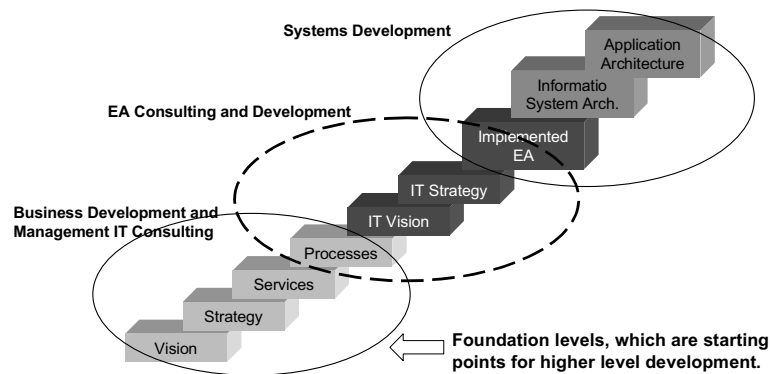 Systems Development
Application
Architecture
Informatio
System Arch.
EA Consulting and Development
Implemented
EA
IT Strategy
Business Development and
Management IT Consulting
IT Vision
Processes
Services
Strategy
Vision
Foundation levels, which are starting
points for higher level development.